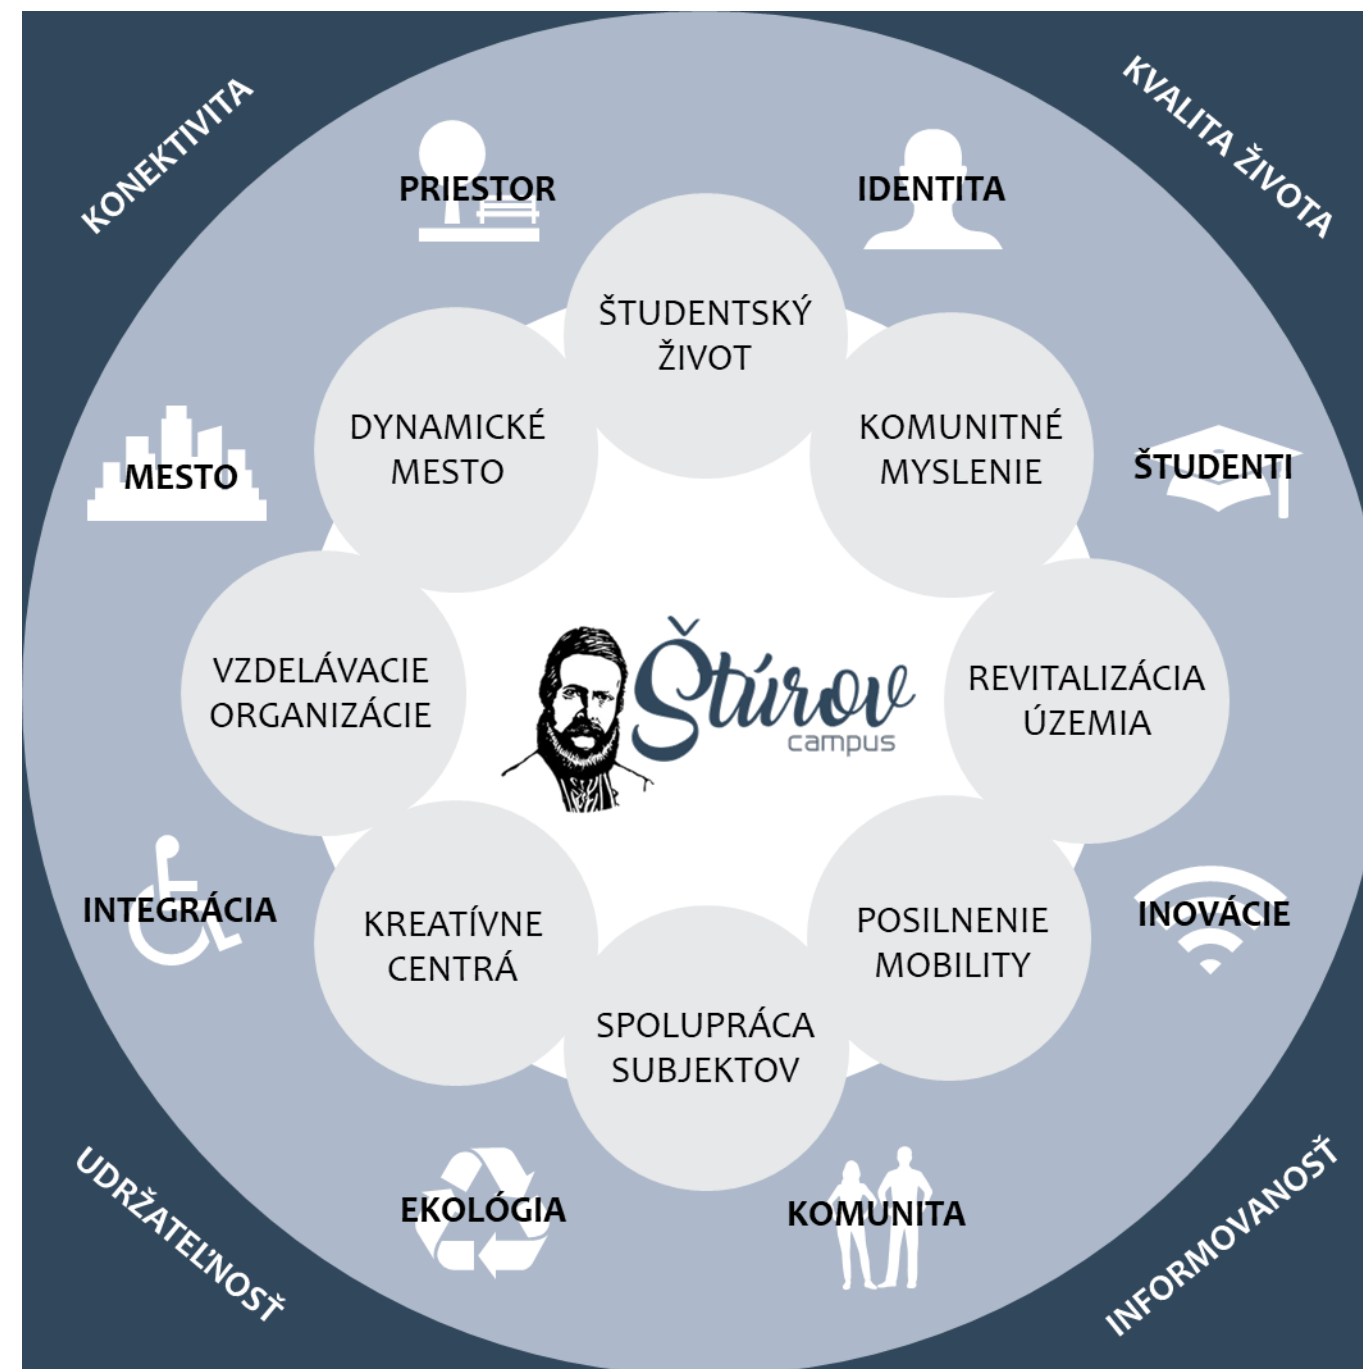 KONEKTIVITA
KVALITA ŽIVOTA
PRIESTOR
IDENTITA
ŠTUDENTSKÝ
ŽIVOT
DYNAMICKÉ
MESTO
KOMUNITNÉ
MYSLENIE
MESTO
ŠTUDENTI
VZDELÁVACIE
ORGANIZÁCIE
Štúrov
campus
REVITALIZÁCIA
ÚZEMIA
INTEGRÁCIA
KREATÍVNE
CENTRÁ
POSILNENIE
MOBILITY
INOVÁCIE
SPOLUPRÁCA
SUBJEKTOV
EKOLÓGIA
KOMUNITA
UDRŽATEĽNOSŤ
INFORMOVANOSŤ